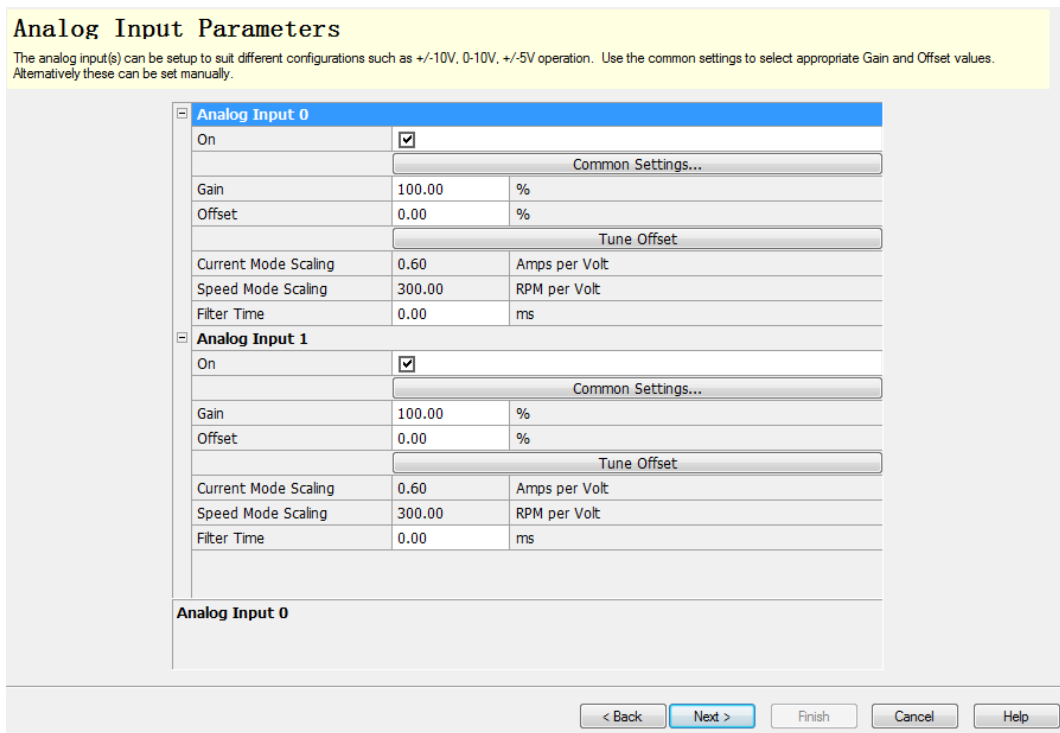 Analog Input Parameters
The analog input(s) can be setup to suit different configurations such as +/-10V, 0-10V, +/-5V operation.  Use the common settings to select appropriate Gain and Offset values.
Alternatively these can be set manually.
Analog Input 0
On
Common Settings...
Gain 100.00 %
Offset 0.00 %
Tune Offset
Current Mode Scaling 0.60 Amps per Volt
Speed Mode Scaling 300.00 RPM per Volt
Filter Time 0.00 ms
Analog Input 1
On
Common Settings...
Gain 100.00 %
Offset 0.00 %
Tune Offset
Current Mode Scaling 0.60 Amps per Volt
Speed Mode Scaling 300.00 RPM per Volt
Filter Time 0.00 ms
Analog Input 0
< Back Next > Finish Cancel Help